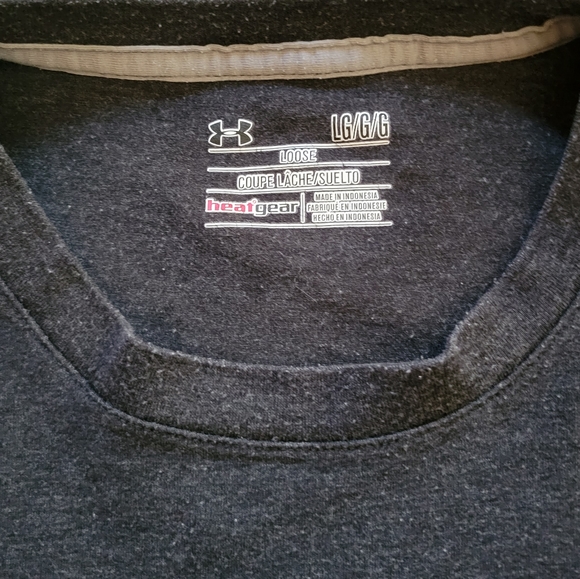 LG/G/G
LOOSE
COUPE LÂCHE/SUELTO
heatgear
MADE IN INDONESIA
FABRIQUÉ EN INDONÉSIE
HECHO EN INDONESIA